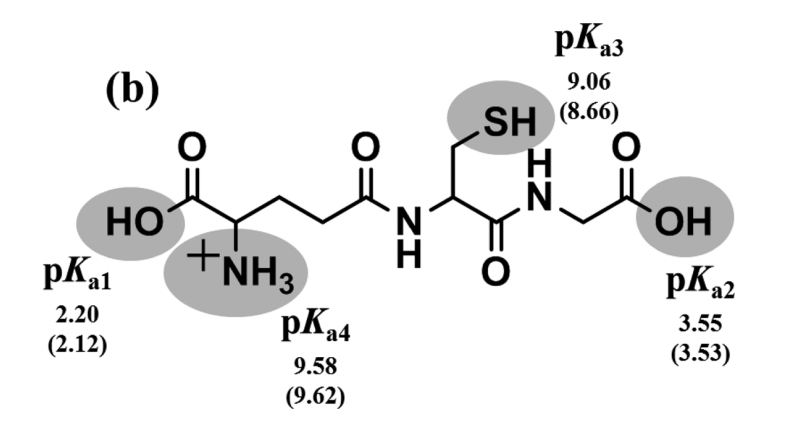 pKa3
9.06
(8.66)
(b)
SH
O
O
H
N
O
HO
N
H
OH
+
NH3
O
pKa1
2.20
(2.12)
pKa2
3.55
(3.53)
pKa4
9.58
(9.62)